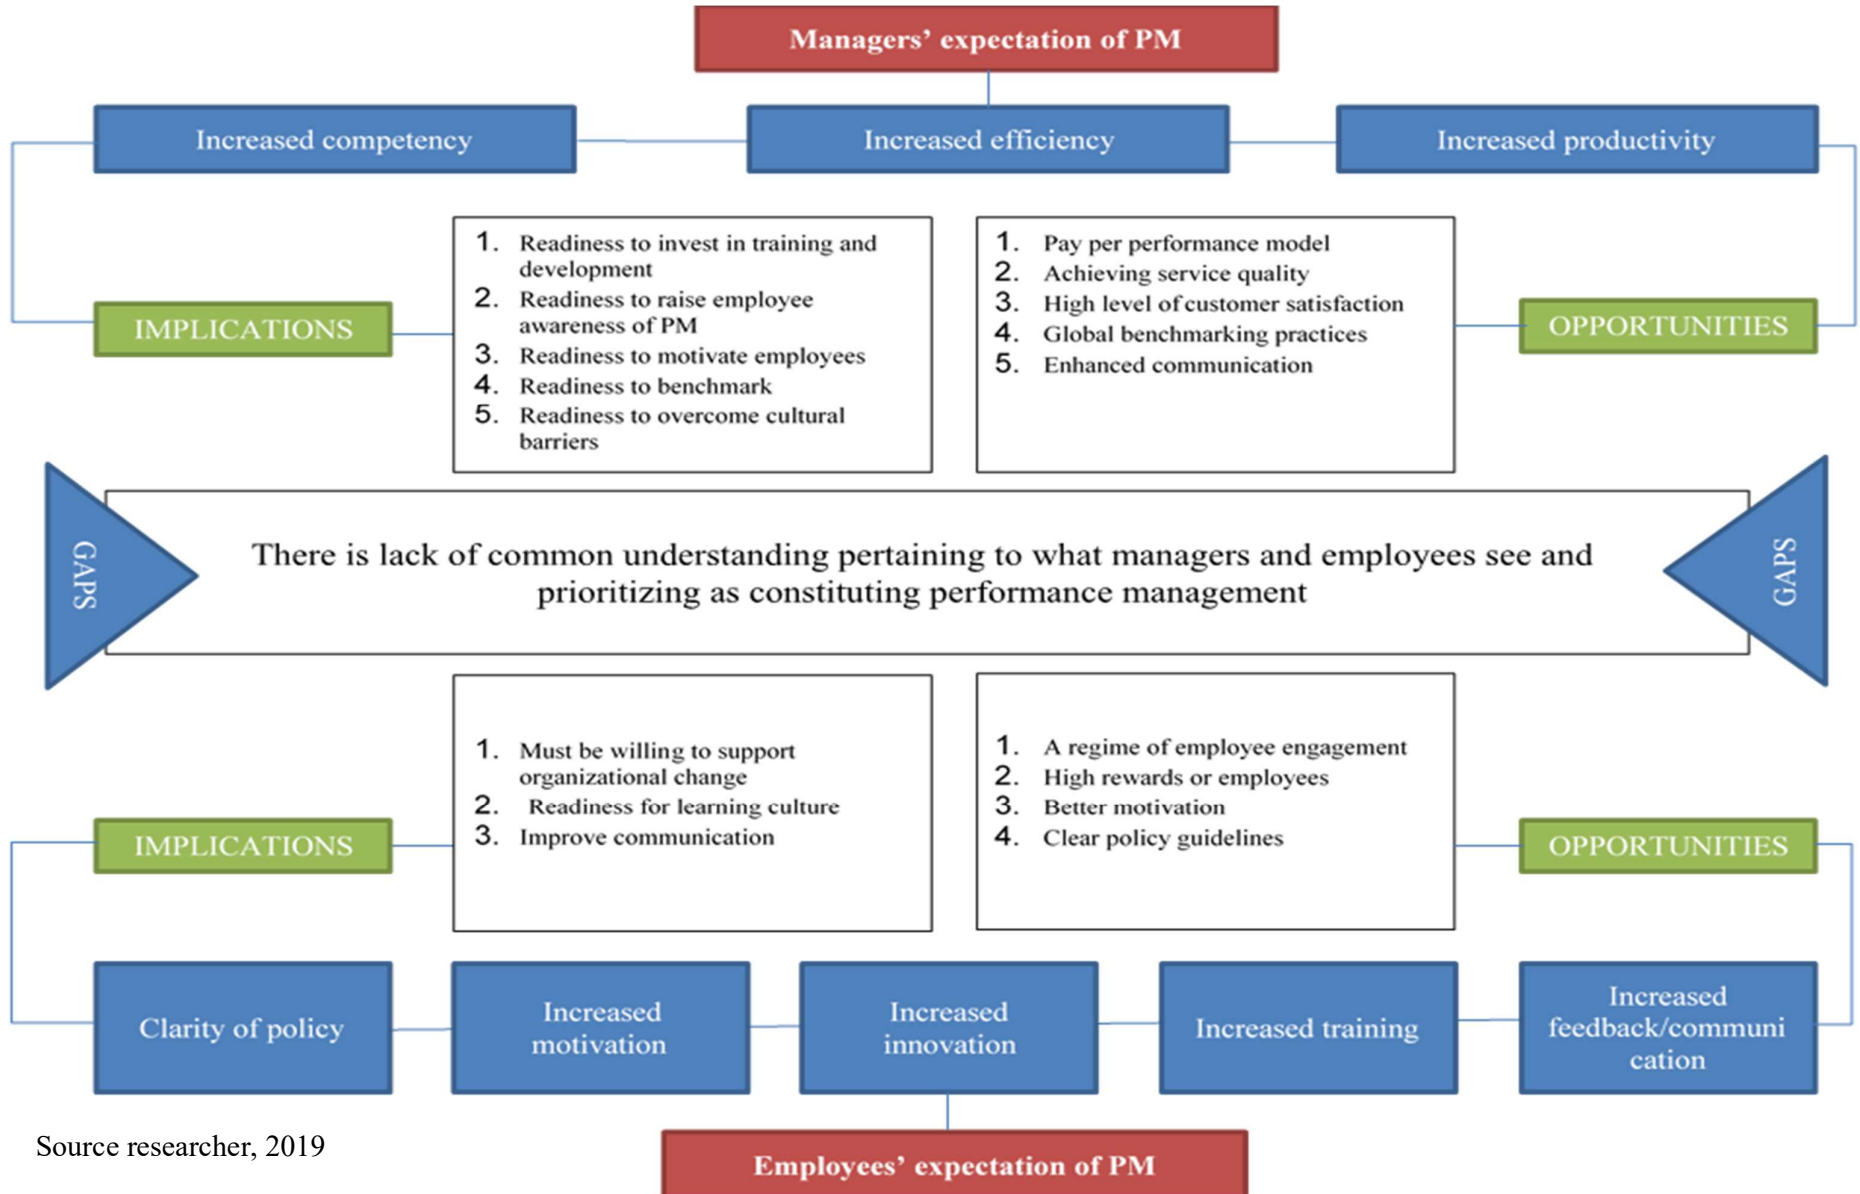 Managers’ expectation of PM
Increased competency
Increased efficiency
Increased productivity
IMPLICATIONS
1. Readiness to invest in training and
development
2. Readiness to raise employee
awareness of PM
3. Readiness to motivate employees
4. Readiness to benchmark
5. Readiness to overcome cultural
barriers
1. Pay per performance model
2. Achieving service quality
3. High level of customer satisfaction
4. Global benchmarking practices
5. Enhanced communication
OPPORTUNITIES
GAPS
There is lack of common understanding pertaining to what managers and employees see and
prioritizing as constituting performance management
GAPS
IMPLICATIONS
1. Must be willing to support
organizational change
2. Readiness for learning culture
3. Improve communication
1. A regime of employee engagement
2. High rewards or employees
3. Better motivation
4. Clear policy guidelines
OPPORTUNITIES
Clarity of policy
Increased
motivation
Increased
innovation
Increased training
Increased
feedback/communi
cation
Source researcher, 2019
Employees’ expectation of PM